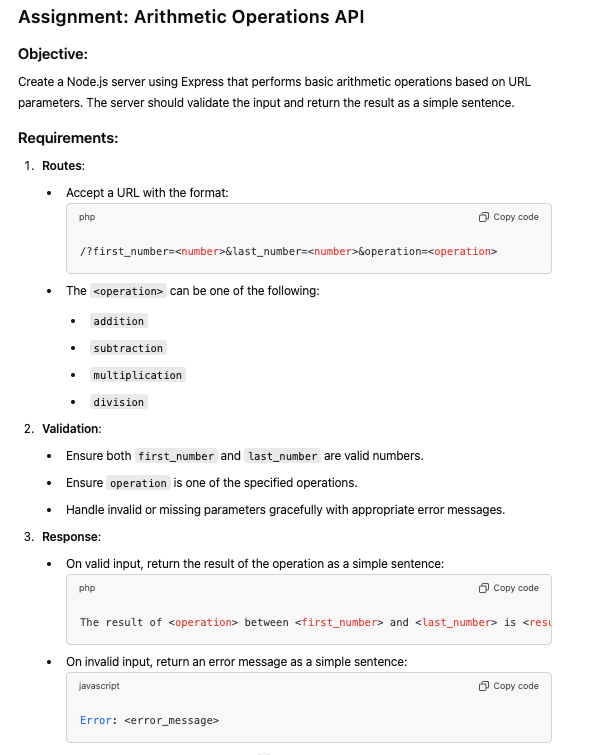 Assignment: Arithmetic Operations API
Objective:
Create a Node.js server using Express that performs basic arithmetic operations based on URL
parameters. The server should validate the input and return the result as a simple sentence.
Requirements:
1. Routes:
• Accept a URL with the format:
php
Copy code
/?first_number=<number>&last_number=<number>&operation=<operation>
• The <operation> can be one of the following:
• addition
• subtraction
• multiplication
• division
2. Validation:
• Ensure both first_number and last_number are valid numbers.
• Ensure operation is one of the specified operations.
• Handle invalid or missing parameters gracefully with appropriate error messages.
3. Response:
• On valid input, return the result of the operation as a simple sentence:
php
Copy code
The result of <operation> between <first_number> and <last_number> is <resu
• On invalid input, return an error message as a simple sentence:
javascript
Copy code
Error: <error_message>